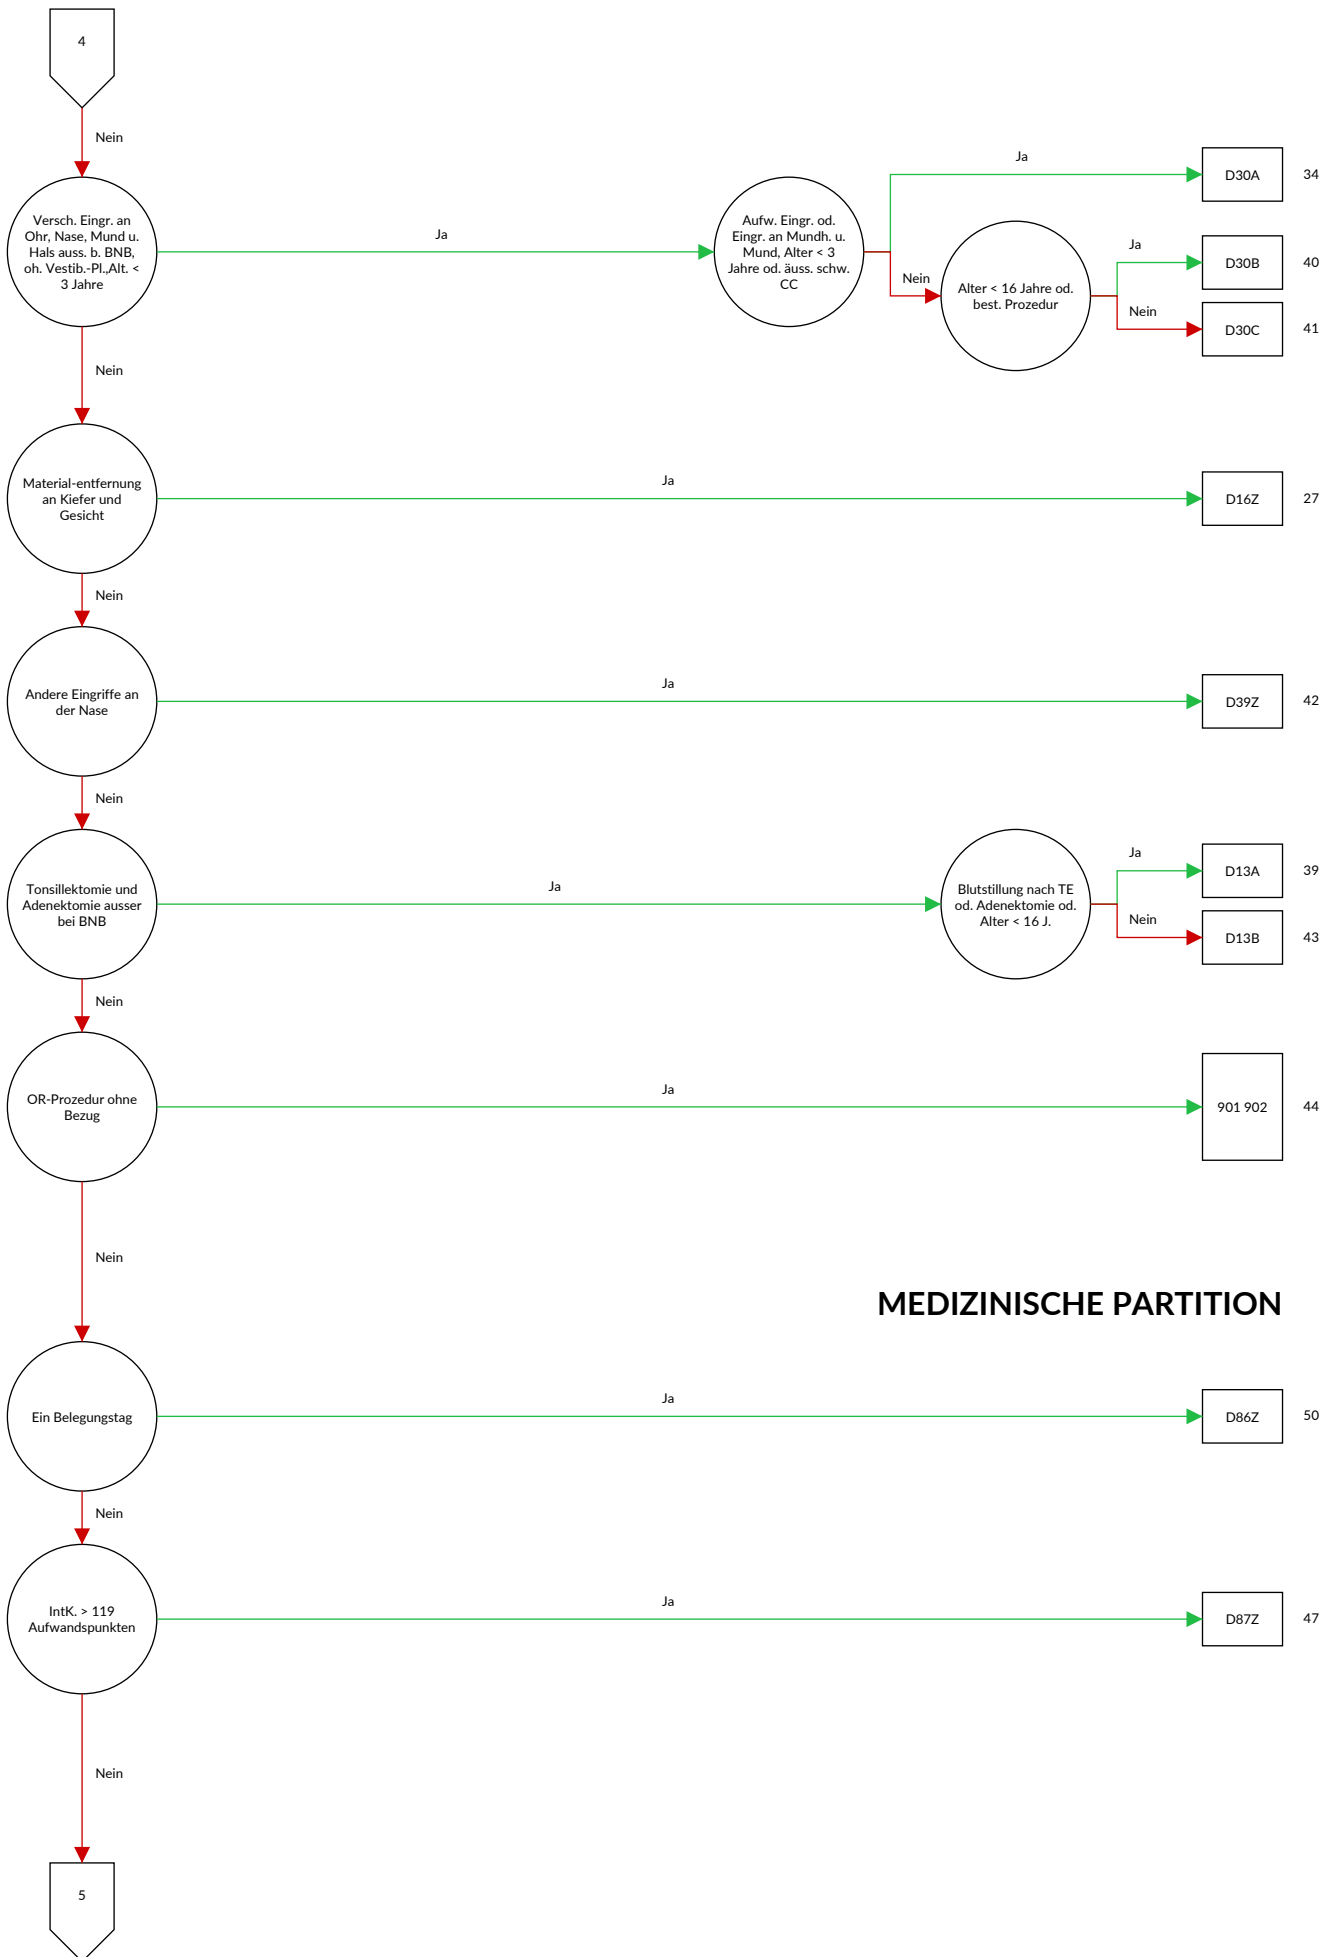 4
Nein
Versch. Eingr. an
Ohr, Nase, Mund u.
Hals auss. b. BNB,
oh. Vestib.-Pl.,Alt. <
3 Jahre
Ja
Aufw. Eingr. od.
Eingr. an Mundh. u.
Mund, Alter < 3
Jahre od. äuss. schw.
CC
Ja
D30A 34
Nein
Alter < 16 Jahre od.
best. Prozedur
Ja
D30B 40
Nein
D30C 41
Nein
Material-entfernung
an Kiefer und
Gesicht
Ja
D16Z 27
Nein
Andere Eingriffe an
der Nase
Ja
D39Z 42
Nein
Tonsillektomie und
Adenektomie ausser
bei BNB
Ja
Blutstillung nach TE
od. Adenektomie od.
Alter < 16 J.
Ja
D13A 39
Nein
D13B 43
Nein
OR-Prozedur ohne
Bezug
Ja
901 902 44
Nein
MEDIZINISCHE PARTITION
Ein Belegungstag
Ja
D86Z 50
Nein
IntK. > 119
Aufwandspunkten
Ja
D87Z 47
Nein
5